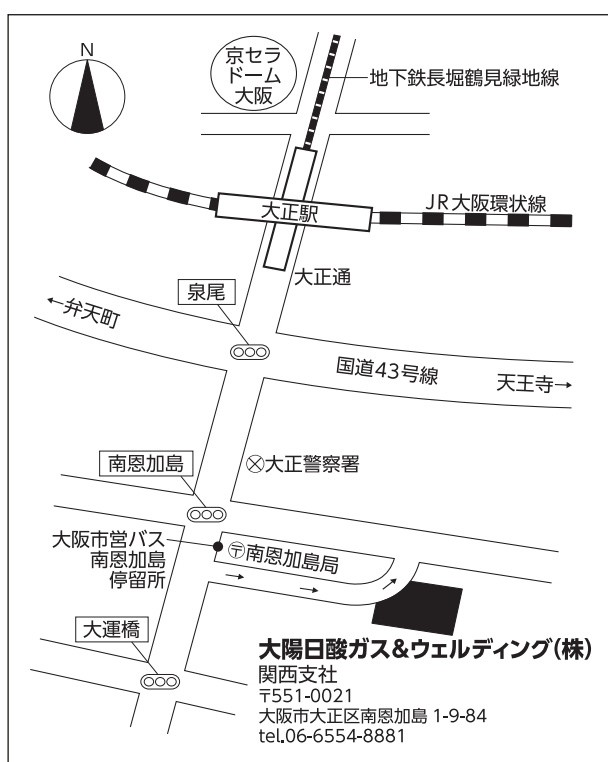 N
京セラ
ドーム
大阪
地下鉄長堀鶴見緑地線
JR大阪環状線
大正駅
大正通
泉尾
←弁天町
国道43号線
天王寺→
南恩加島
大正警察署
大阪市営バス
南恩加島
停留所
〒南恩加島局
大運橋
大陽日酸ガス&ウェルディング(株)
関西支社
〒551-0021
大阪市大正区南恩加島 1-9-84
tel.06-6554-8881